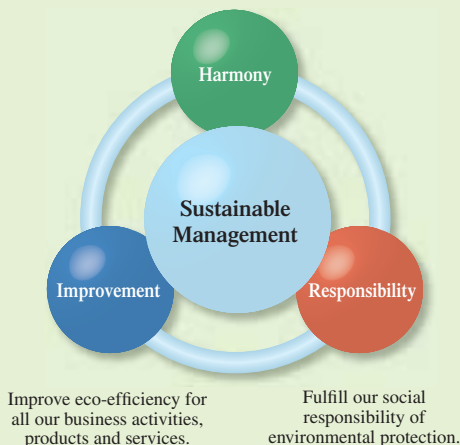 Harmony
Sustainable
Management
Improvement
Responsibility
Improve eco-efficiency for
all our business activities,
products and services.
Fulfill our social
responsibility of
environmental protection.